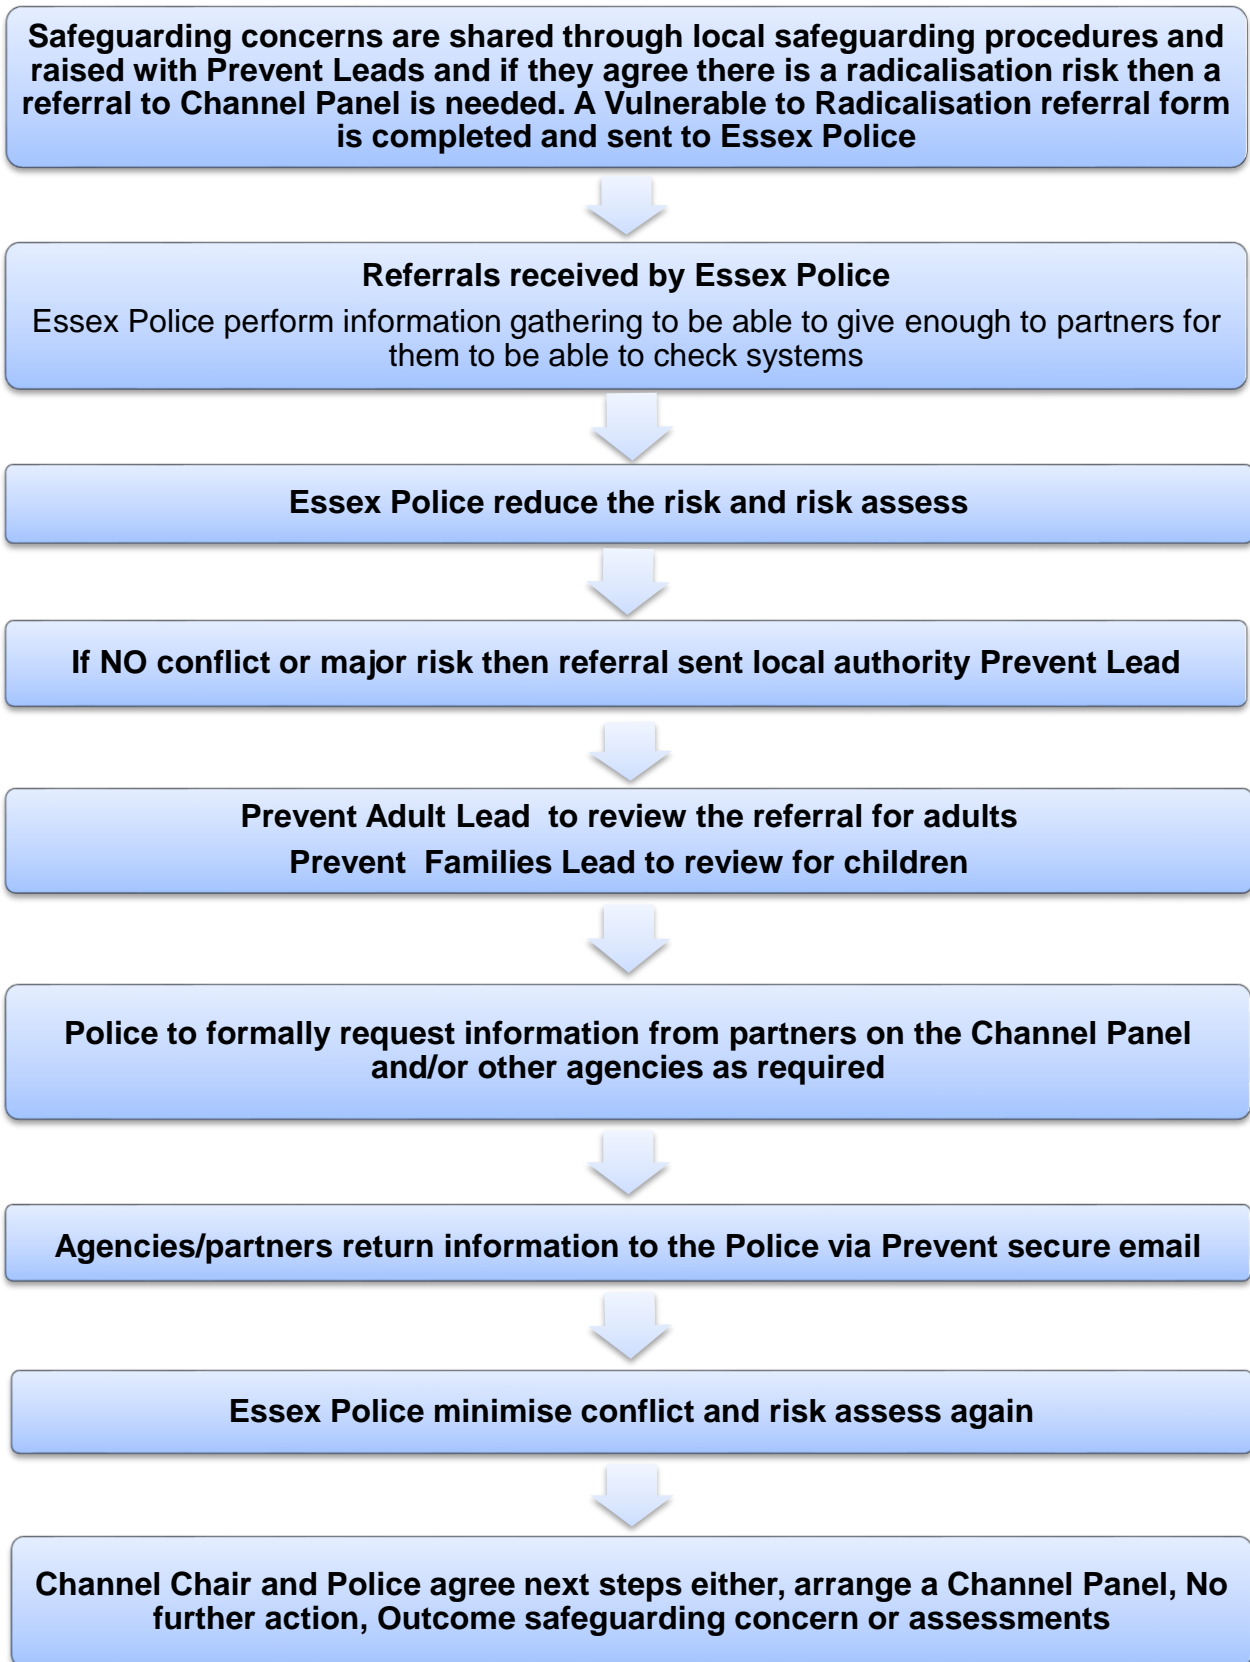 Safeguarding concerns are shared through local safeguarding procedures and
raised with Prevent Leads and if they agree there is a radicalisation risk then a
referral to Channel Panel is needed. A Vulnerable to Radicalisation referral form
is completed and sent to Essex Police
Referrals received by Essex Police
Essex Police perform information gathering to be able to give enough to partners for
them to be able to check systems
Essex Police reduce the risk and risk assess
If NO conflict or major risk then referral sent local authority Prevent Lead
Prevent Adult Lead to review the referral for adults
Prevent Families Lead to review for children
Police to formally request information from partners on the Channel Panel
and/or other agencies as required
Agencies/partners return information to the Police via Prevent secure email
Essex Police minimise conflict and risk assess again
Channel Chair and Police agree next steps either, arrange a Channel Panel, No
further action, Outcome safeguarding concern or assessments